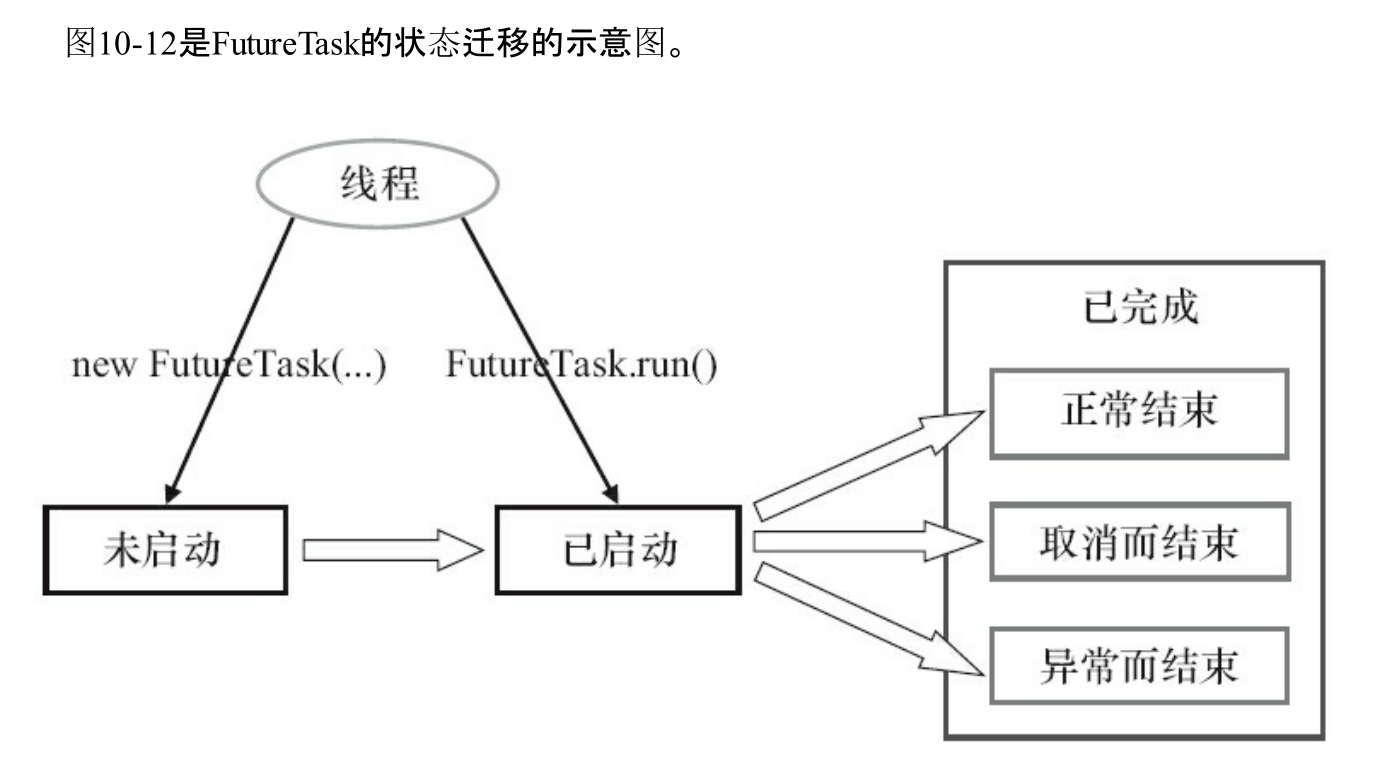 图10-12是FutureTask的状态迁移的示意图。
线程
new FutureTask(...)
FutureTask.run()
未启动
已启动
已完成
正常结束
取消而结束
异常而结束